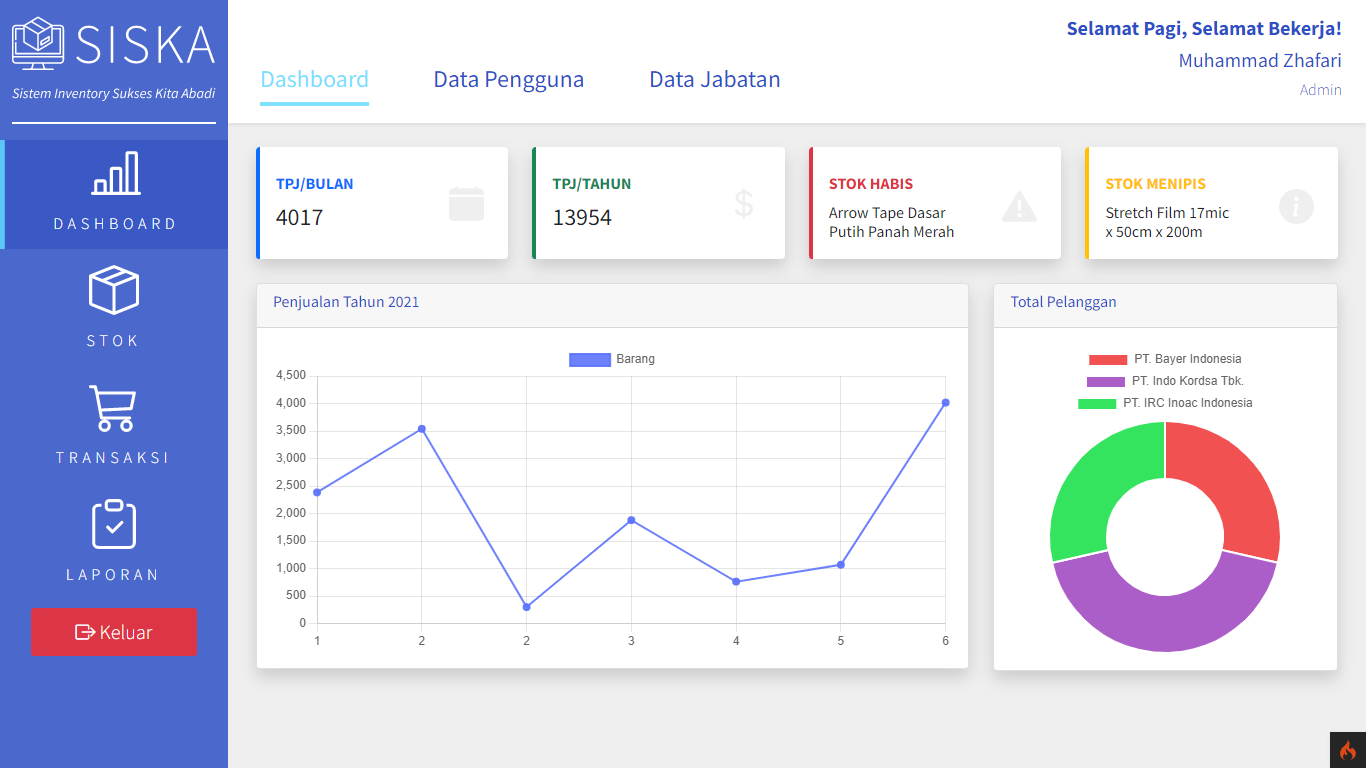 SISKA
Sistem Inventory Sukses Kita Abadi
DASHBOARD
STOK
TRANSAKSI
LAPORAN
Keluar
Selamat Pagi, Selamat Bekerja!
Muhammad Zhafari
Admin
Dashboard
Data Pengguna
Data Jabatan
TPJ/BULAN
4017
TPJ/TAHUN
13954
$
STOK HABIS
Arrow Tape Dasar
Putih Panah Merah
STOK MENIPIS
Stretch Film 17mic
x 50cm x 200m
Penjualan Tahun 2021
Barang
4,500
4,000
3,500
3,000
2,500
2,000
1,500
1,000
500
0
1 2 2 3 4 5 6
Total Pelanggan
PT. Bayer Indonesia
PT. Indo Kordsa Tbk.
PT. IRC Inoac Indonesia